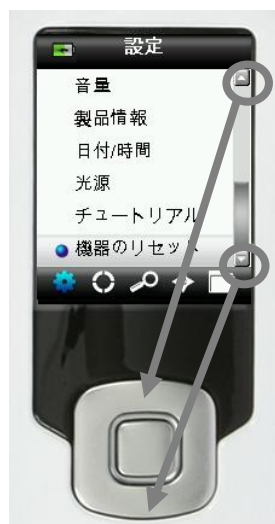 設定
音量
製品情報
日付/時間
光源
チュートリアル
機器のリセット